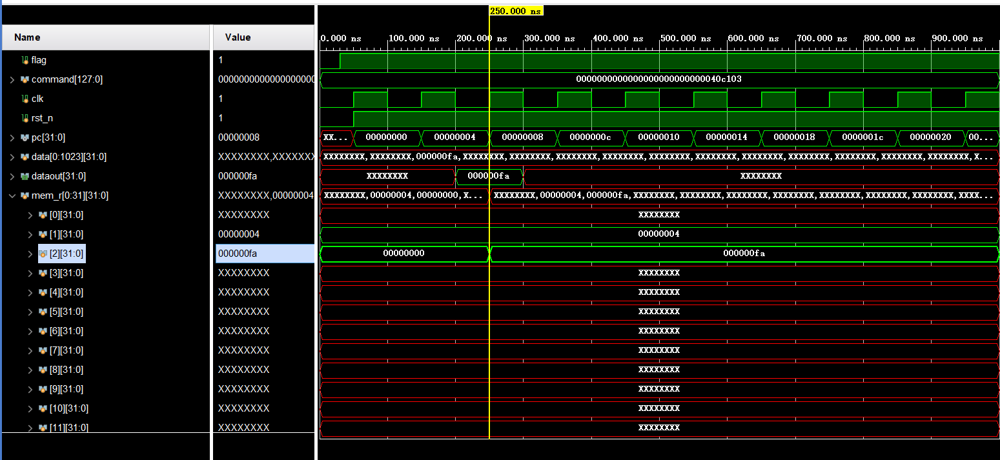 250.000 ns
Name Value 0.000 ns 100.000 ns 200.000 ns 300.000 ns 400.000 ns 500.000 ns 600.000 ns 700.000 ns 800.000 ns 900.000 ns
flag 1
command[127:0] 00000000000000000000 0000000000000000000000000040c103
clk 1
rst_n 1
pc[31:0] 00000008 XX... 00000000 00000004 00000008 0000000c 00000010 00000014 00000018 0000001c 00000020 00...
data[0:1023][31:0] XXXXXXXX,XXXXXXX XXXXXXXX,XXXXXXXX,000000fa,XXXXXXXX,XXXXXXXX,XXXXXXXX,XXXXXXXX,XXXXXXXX,XXXXXXXX,XXXXXXXX,XXXXXXXX,XXXXXXXX,XXXXXXXX,XXXXXXXX,X...
dataout[31:0] 000000fa XXXXXXXX 000000fa XXXXXXXX
mem_r[0:31][31:0] XXXXXXXX,00000004 XXXXXXXX,00000004,00000000,X... XXXXXXXX,00000004,000000fa,XXXXXXXX,XXXXXXXX,XXXXXXXX,XXXXXXXX,XXXXXXXX,XXXXXXXX,XXXXXXXX,XXXX...
[0][31:0] XXXXXXXX XXXXXXXX
[1][31:0] 00000004 00000004
[2][31:0] 000000fa 00000000 000000fa
[3][31:0] XXXXXXXX XXXXXXXX
[4][31:0] XXXXXXXX XXXXXXXX
[5][31:0] XXXXXXXX XXXXXXXX
[6][31:0] XXXXXXXX XXXXXXXX
[7][31:0] XXXXXXXX XXXXXXXX
[8][31:0] XXXXXXXX XXXXXXXX
[9][31:0] XXXXXXXX XXXXXXXX
[10][31:0] XXXXXXXX XXXXXXXX
[11][31:0] XXXXXXXX XXXXXXXX